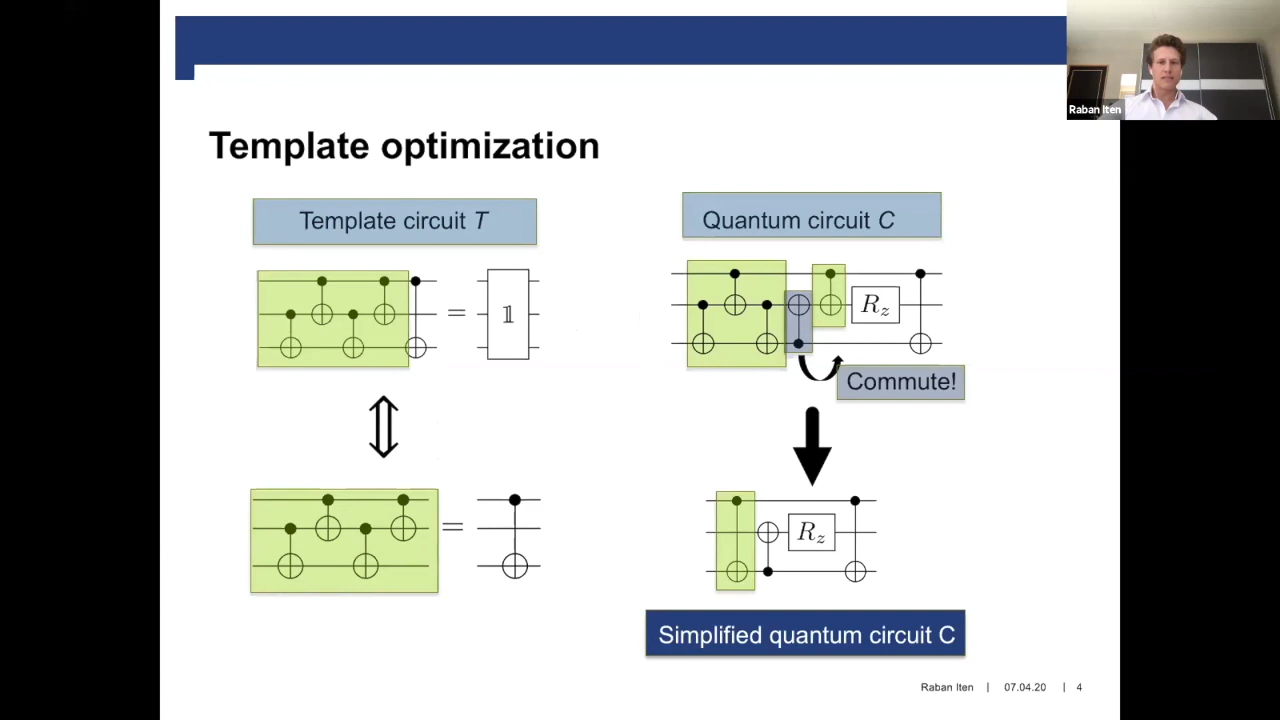 Raban Iten
Template optimization
Template circuit T
Quantum circuit C
= 𝟙
R_z
Commute!
=
R_z
Simplified quantum circuit C
Raban Iten | 07.04.20 | 4